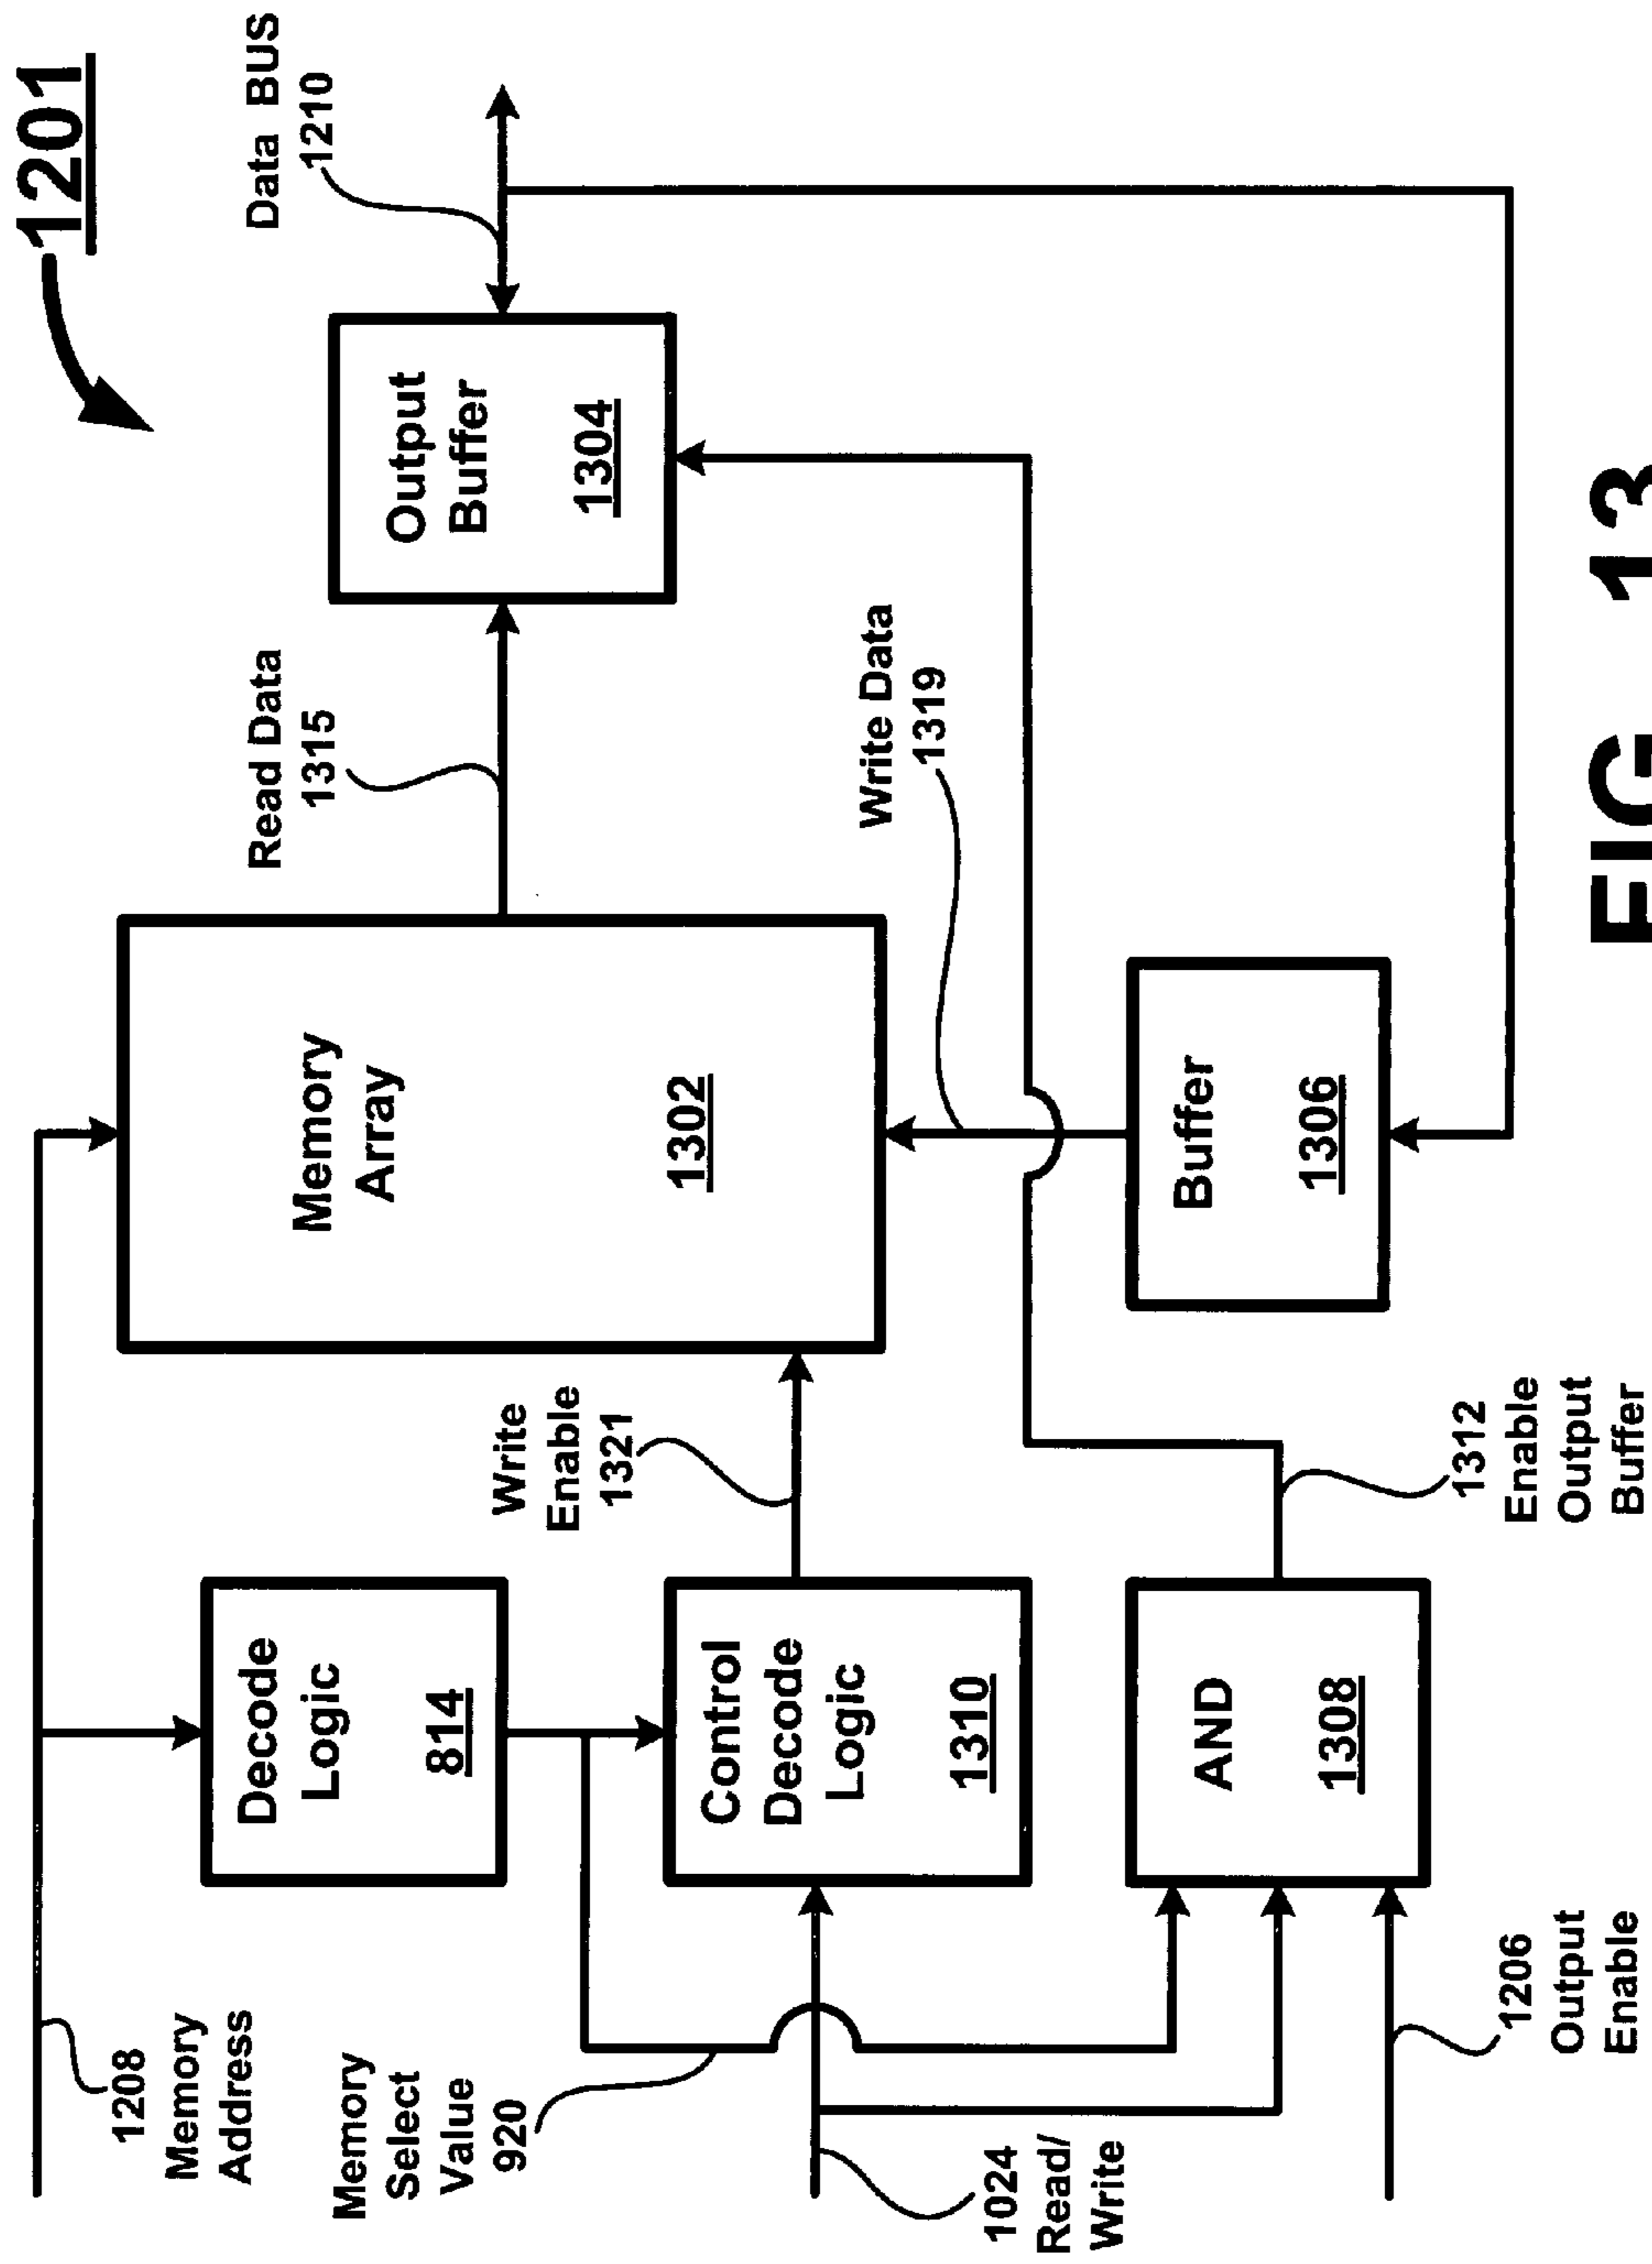 1201
Data BUS
1210
Output
Buffer
1304
Read Data
1315
Write Data
1319
Memory
Array
1302
Buffer
1306
Write
Enable
1321
1312
Enable
Output
Buffer
Decode
Logic
814
Control
Decode
Logic
1310
AND
1308
1208
Memory
Address
Memory
Select
Value
920
1024
Read/
Write
1206
Output
Enable
FIG 13